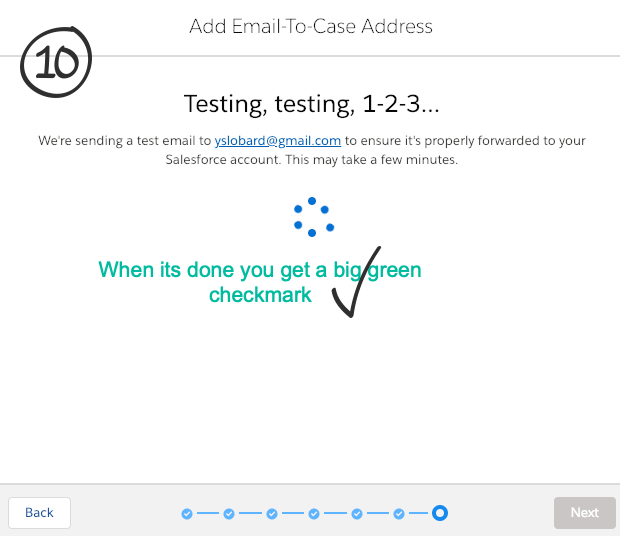 Add Email-To-Case Address
10
Testing, testing, 1-2-3...
We're sending a test email to yslobard@gmail.com to ensure it's properly forwarded to your
Salesforce account. This may take a few minutes.
When its done you get a big green
checkmark
Back
Next